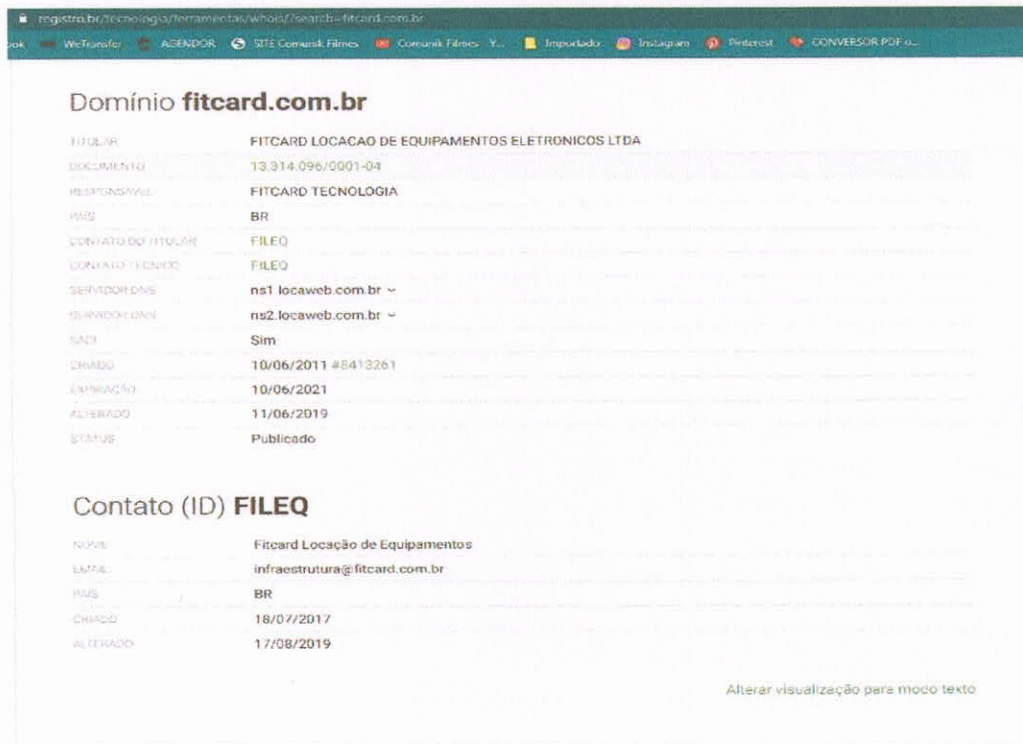 registro.br/tecnologia/ferramentas/whois/?search=fitcard.com.br
ook WeTransfer AGENDOR SITE Comunik Filmes Comunik Filmes Y... Importado Instagram Pinterest CONVERSOR PDF o...
Domínio fitcard.com.br
TITULAR FITCARD LOCACAO DE EQUIPAMENTOS ELETRONICOS LTDA
DOCUMENTO 13.314.096/0001-04
RESPONSÁVEL FITCARD TECNOLOGIA
PAÍS BR
CONTATO DO TITULAR FILEQ
CONTATO TÉCNICO FILEQ
SERVIDOR DNS ns1.locaweb.com.br
SERVIDOR DNS ns2.locaweb.com.br
SACI Sim
CRIADO 10/06/2011 #8413261
EXPIRAÇÃO 10/06/2021
ALTERADO 11/06/2019
STATUS Publicado
Contato (ID) FILEQ
NOME Fitcard Locação de Equipamentos
EMAIL infraestrutura@fitcard.com.br
PAÍS BR
CRIADO 18/07/2017
ALTERADO 17/08/2019
Alterar visualização para modo texto